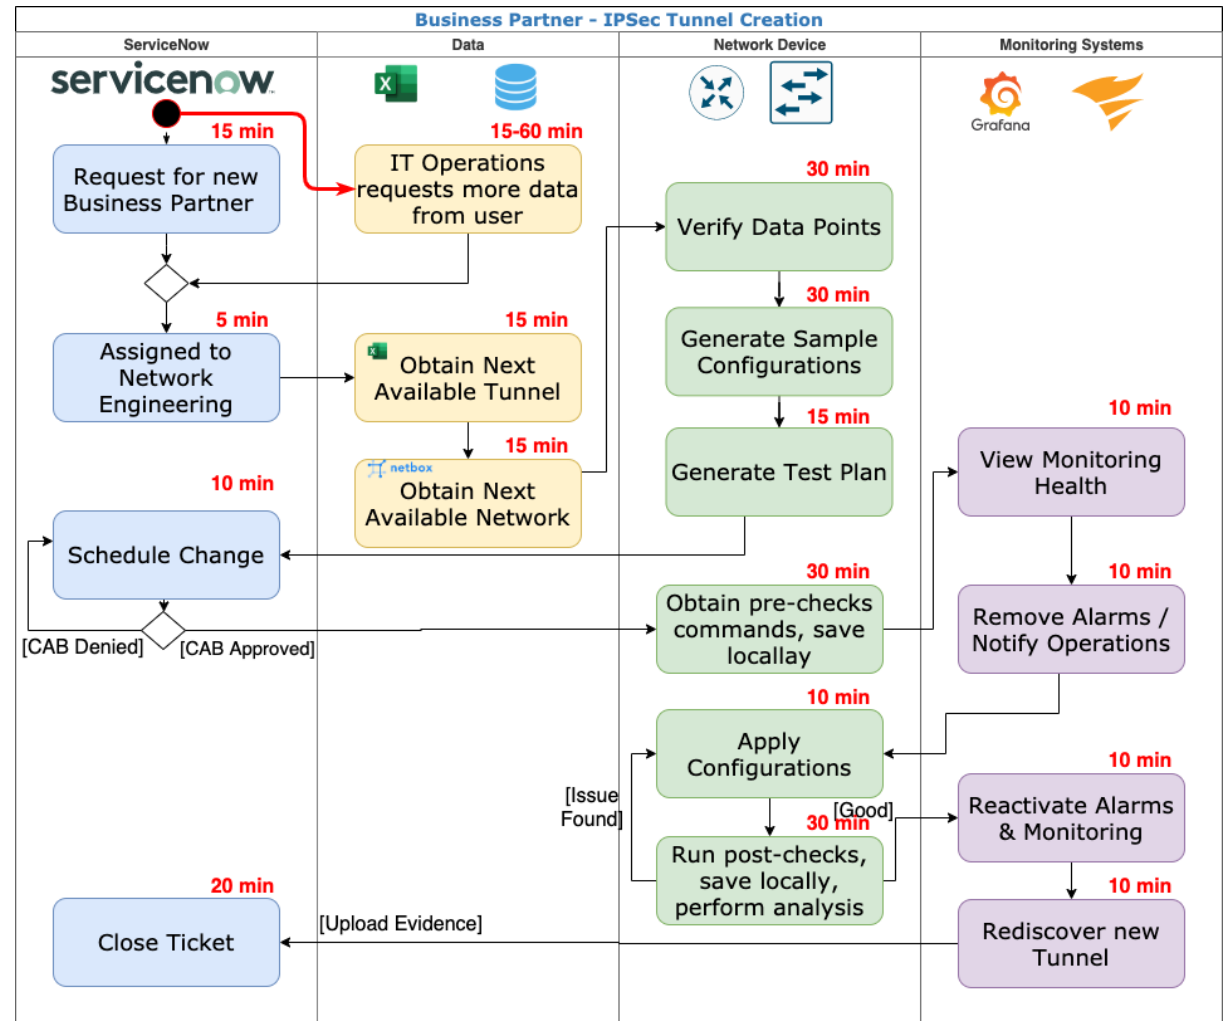 Business Partner - IPSec Tunnel Creation
ServiceNow
Data
Network Device
Monitoring Systems
servicenow.
Grafana
15 min
Request for new
Business Partner
15-60 min
IT Operations
requests more data
from user
30 min
Verify Data Points
5 min
Assigned to
Network
Engineering
15 min
Obtain Next
Available Tunnel
30 min
Generate Sample
Configurations
15 min
netbox
Obtain Next
Available Network
15 min
Generate Test Plan
10 min
View Monitoring
Health
10 min
Schedule Change
[CAB Denied]
[CAB Approved]
30 min
Obtain pre-checks
commands, save
locallay
10 min
Remove Alarms /
Notify Operations
10 min
Apply
Configurations
[Issue
Found]
[Good]
30 min
Run post-checks,
save locally,
perform analysis
10 min
Reactivate Alarms
& Monitoring
10 min
Rediscover new
Tunnel
[Upload Evidence]
20 min
Close Ticket